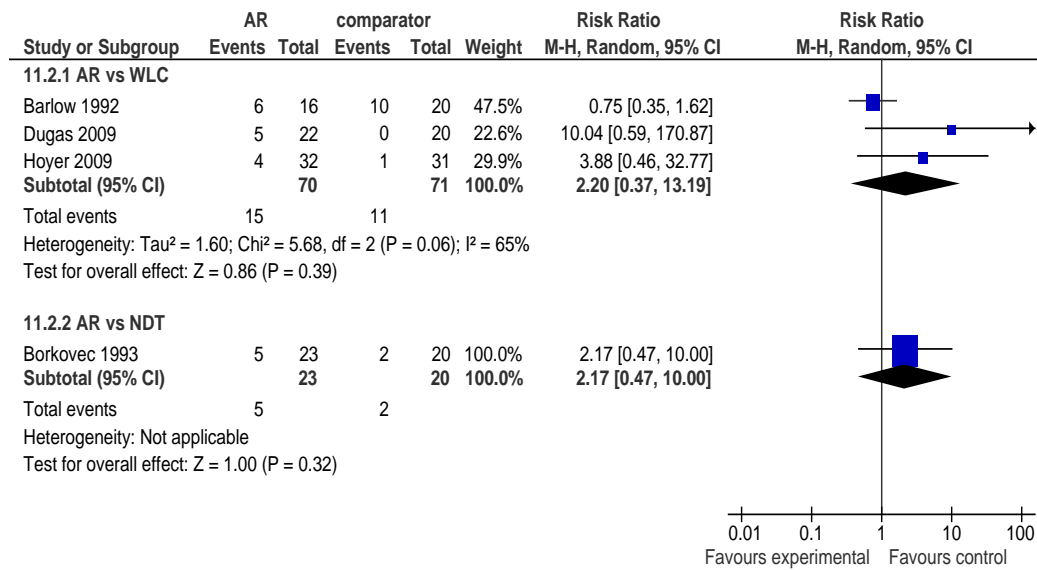 AR comparator Risk Ratio Risk Ratio
Study or Subgroup Events Total Events Total Weight M-H, Random, 95% CI M-H, Random, 95% CI
11.2.1 AR vs WLC
Barlow 1992 6 16 10 20 47.5% 0.75 [0.35, 1.62]
Dugas 2009 5 22 0 20 22.6% 10.04 [0.59, 170.87]
Hoyer 2009 4 32 1 31 29.9% 3.88 [0.46, 32.77]
Subtotal (95% CI) 70 71 100.0% 2.20 [0.37, 13.19]
Total events 15 11
Heterogeneity: Tau² = 1.60; Chi² = 5.68, df = 2 (P = 0.06); I² = 65%
Test for overall effect: Z = 0.86 (P = 0.39)
11.2.2 AR vs NDT
Borkovec 1993 5 23 2 20 100.0% 2.17 [0.47, 10.00]
Subtotal (95% CI) 23 20 100.0% 2.17 [0.47, 10.00]
Total events 5 2
Heterogeneity: Not applicable
Test for overall effect: Z = 1.00 (P = 0.32)
0.01 0.1 1 10 100
Favours experimental Favours control